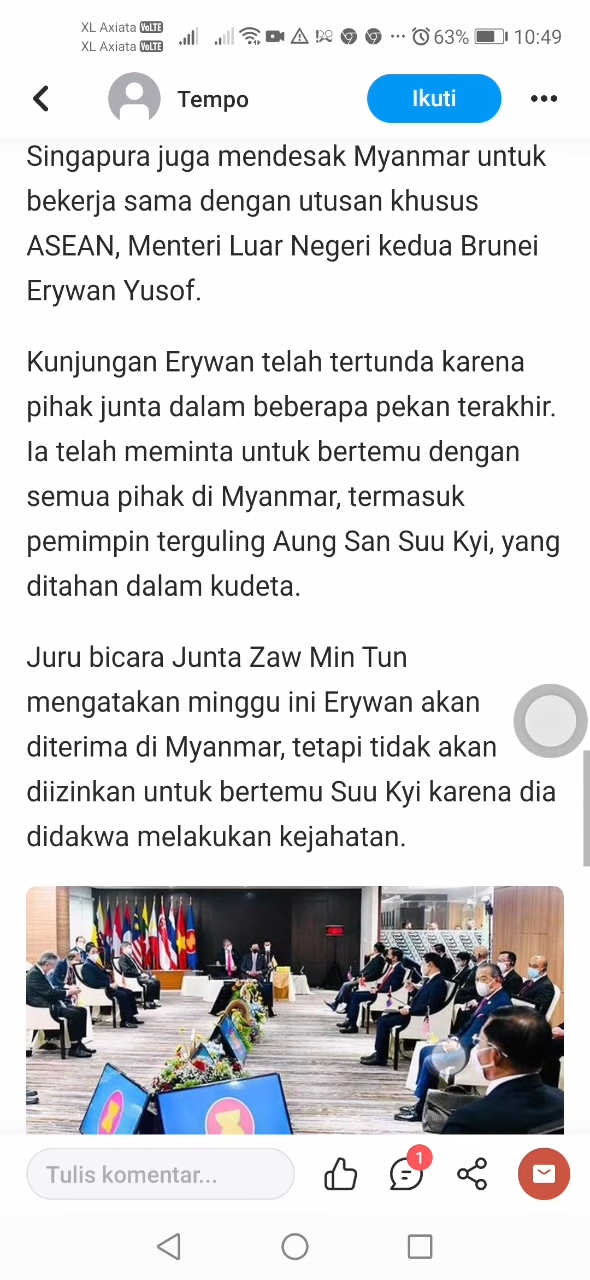 XL Axiata VoLTE
XL Axiata VoLTE
63% 10:49
Tempo
Ikuti
Singapura juga mendesak Myanmar untuk
bekerja sama dengan utusan khusus
ASEAN, Menteri Luar Negeri kedua Brunei
Erywan Yusof.
Kunjungan Erywan telah tertunda karena
pihak junta dalam beberapa pekan terakhir.
Ia telah meminta untuk bertemu dengan
semua pihak di Myanmar, termasuk
pemimpin terguling Aung San Suu Kyi, yang
ditahan dalam kudeta.
Juru bicara Junta Zaw Min Tun
mengatakan minggu ini Erywan akan
diterima di Myanmar, tetapi tidak akan
diizinkan untuk bertemu Suu Kyi karena dia
didakwa melakukan kejahatan.
Tulis komentar...
1